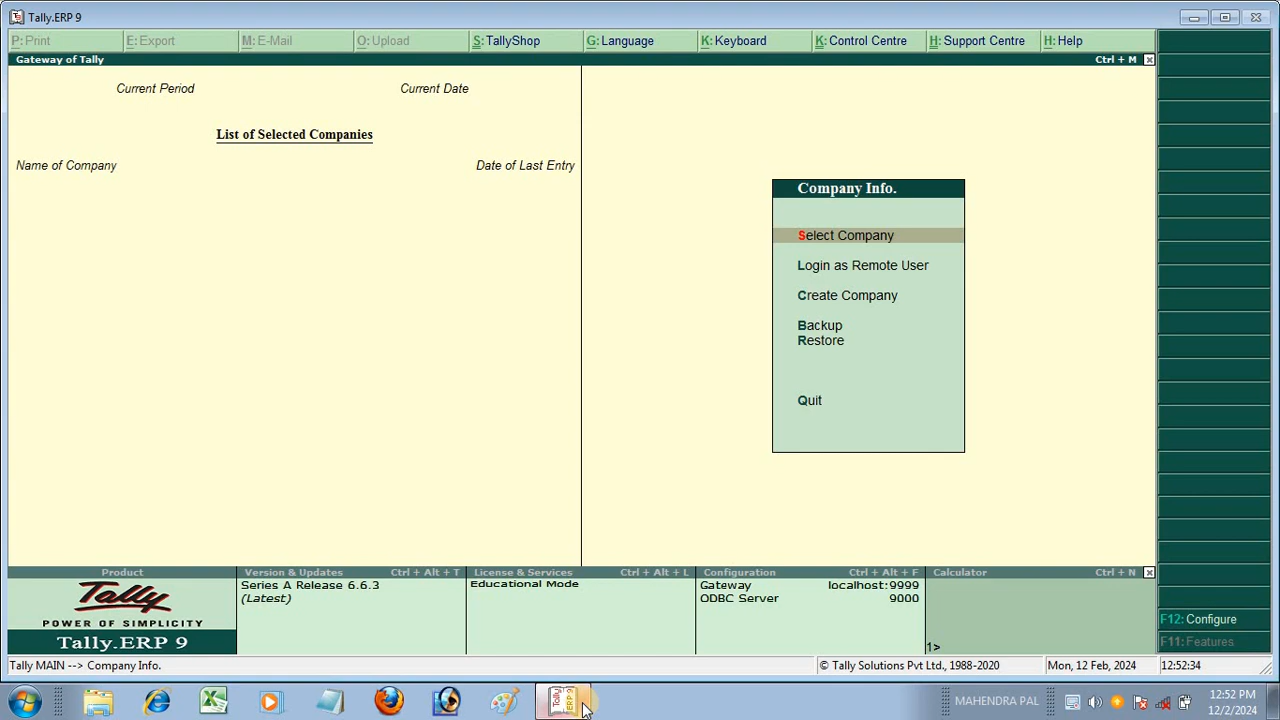 Tally.ERP 9
P: Print E: Export M: E-Mail O: Upload S: TallyShop G: Language K: Keyboard K: Control Centre H: Support Centre H: Help
Gateway of Tally Ctrl + M
Current Period Current Date
List of Selected Companies
Name of Company Date of Last Entry
Company Info.
Select Company
Login as Remote User
Create Company
Backup
Restore
Quit
F12: Configure
F11: Features
Product Version & Updates Ctrl + Alt + T License & Services Ctrl + Alt + L Configuration Ctrl + Alt + F Calculator Ctrl + N
Tally
POWER OF SIMPLICITY
Tally.ERP 9
Series A Release 6.6.3
(Latest)
Educational Mode
Gateway localhost:9999
ODBC Server 9000
1>
Tally MAIN --> Company Info. © Tally Solutions Pvt Ltd., 1988-2020 Mon, 12 Feb, 2024 12:52:34
MAHENDRA PAL
12:52 PM
12/2/2024